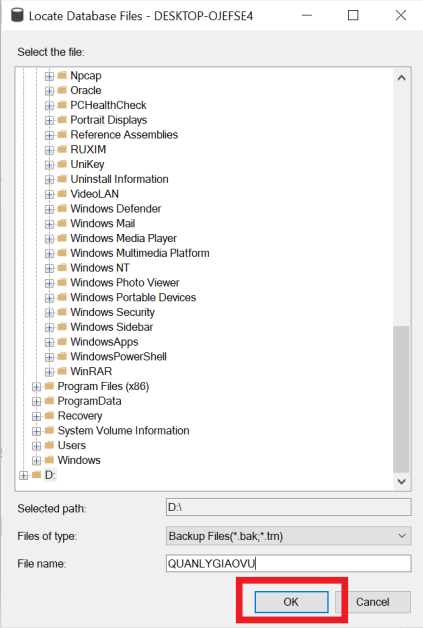 Locate Database Files - DESKTOP-OJEFSE4
Select the file:
Npcap
Oracle
PCHealthCheck
Portrait Displays
Reference Assemblies
RUXIM
UniKey
Uninstall Information
VideoLAN
Windows Defender
Windows Mail
Windows Media Player
Windows Multimedia Platform
Windows NT
Windows Photo Viewer
Windows Portable Devices
Windows Security
Windows Sidebar
WindowsApps
WindowsPowerShell
WinRAR
Program Files (x86)
ProgramData
Recovery
System Volume Information
Users
Windows
D:
Selected path: D:\
Files of type: Backup Files(*.bak;*.trn)
File name: QUANLYGIAOVU
OK Cancel